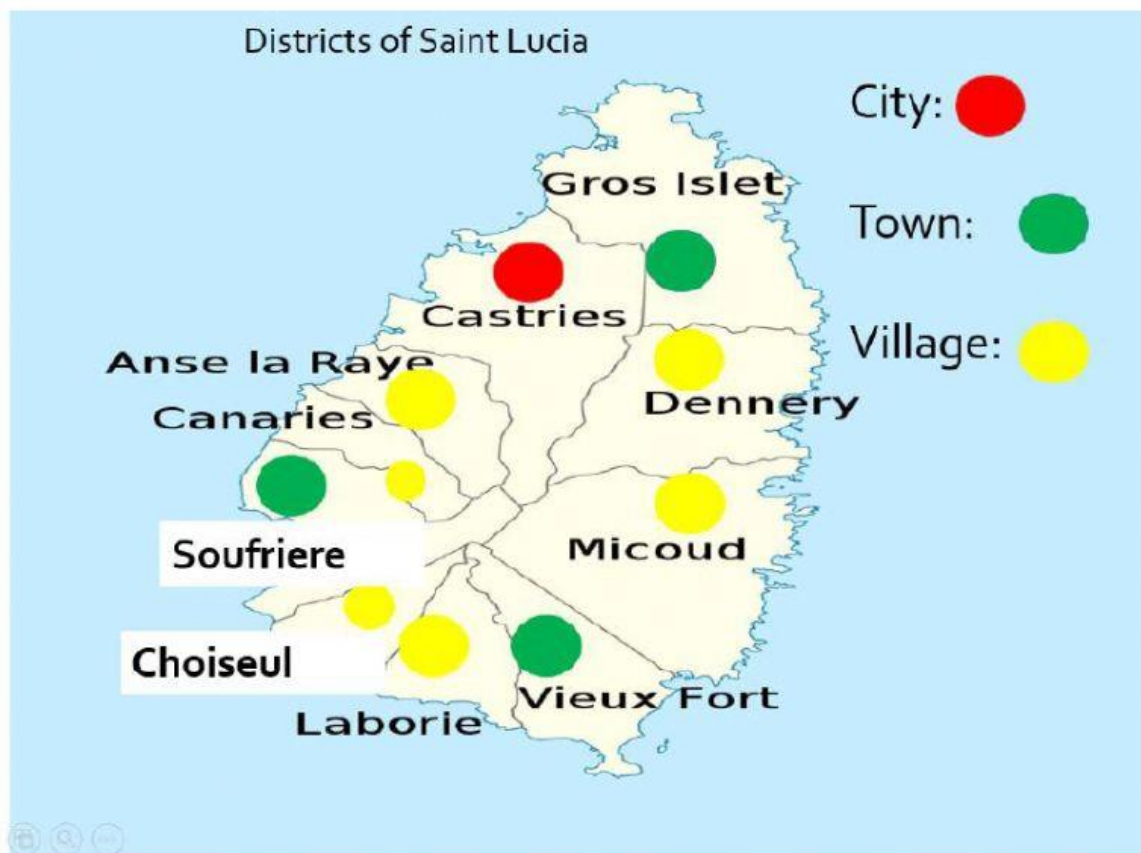 Districts of Saint Lucia
City:
Gros Islet
Town:
Castries
Village:
Anse la Raye
Dennery
Canaries
Soufriere
Micoud
Choiseul
Vieux Fort
Laborie